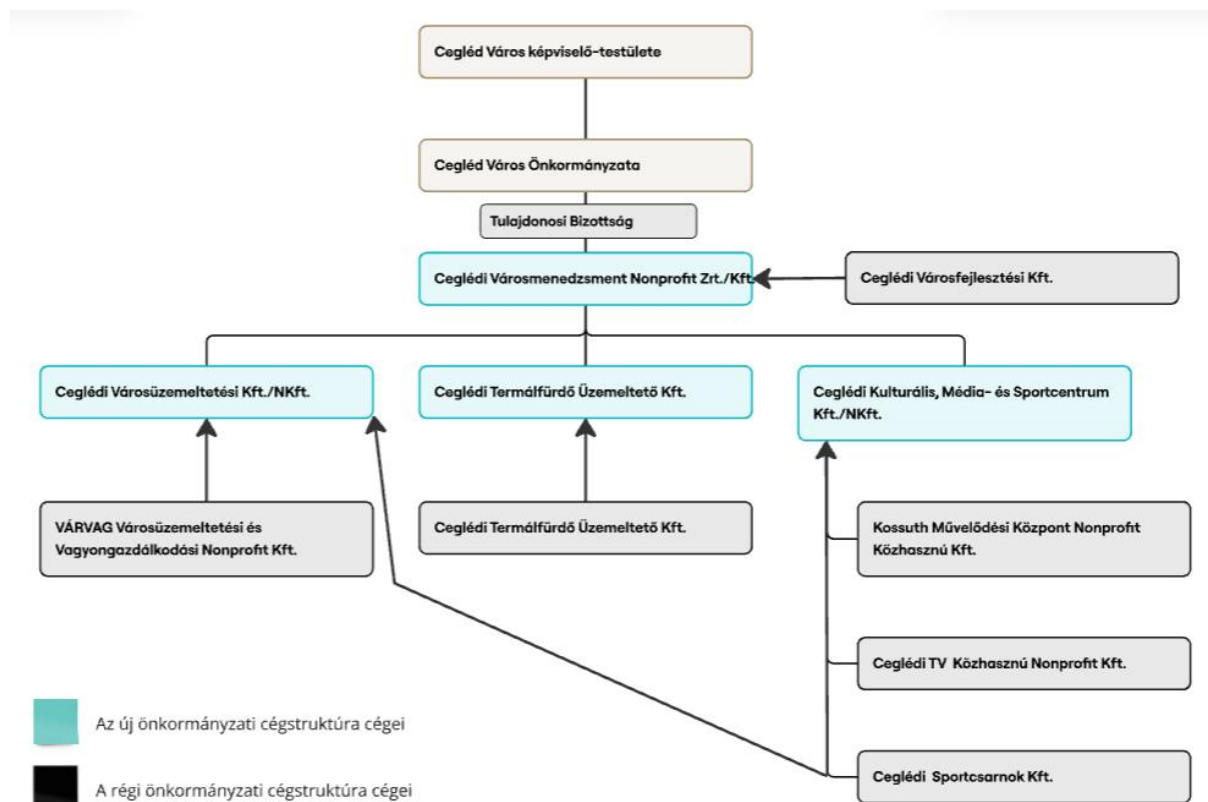 Cegléd Város képviselő-testülete
Cegléd Város Önkormányzata
Tulajdonosi Bizottság
Ceglédi Városmenedzsment Nonprofit Zrt./Kft.
Ceglédi Városfejlesztési Kft.
Ceglédi Városüzemeltetési Kft./NKft.
Ceglédi Termálfürdő Üzemeltető Kft.
Ceglédi Kulturális, Média- és Sportcentrum
Kft./NKft.
VÁRVAG Városüzemeltetési és
Vagyongazdálkodási Nonprofit Kft.
Ceglédi Termálfürdő Üzemeltető Kft.
Kossuth Művelődési Központ Nonprofit
Közhasznú Kft.
Ceglédi TV Közhasznú Nonprofit Kft.
Ceglédi Sportcsarnok Kft.
Az új önkormányzati cégstruktúra cégei
A régi önkormányzati cégstruktúra cégei